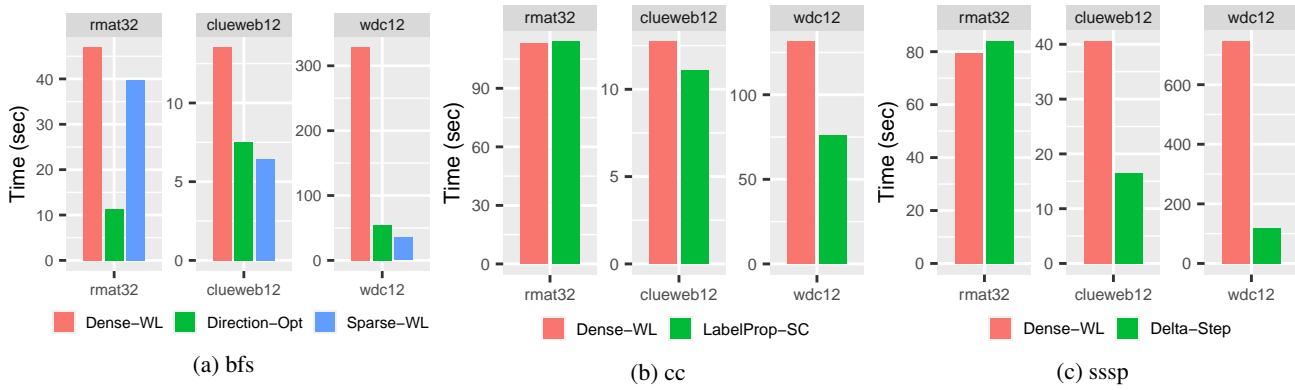 rmat32 clueweb12 wdc12
Time (sec)
40
30
20
10
0
10
5
0
300
200
100
0
rmat32 clueweb12 wdc12
Dense−WL Direction−Opt Sparse−WL
(a) bfs
rmat32 clueweb12 wdc12
Time (sec)
90
60
30
0
10
5
0
100
50
0
rmat32 clueweb12 wdc12
Dense−WL LabelProp−SC
(b) cc
rmat32 clueweb12 wdc12
Time (sec)
80
60
40
20
0
40
30
20
10
0
600
400
200
0
rmat32 clueweb12 wdc12
Dense−WL Delta−Step
(c) sssp